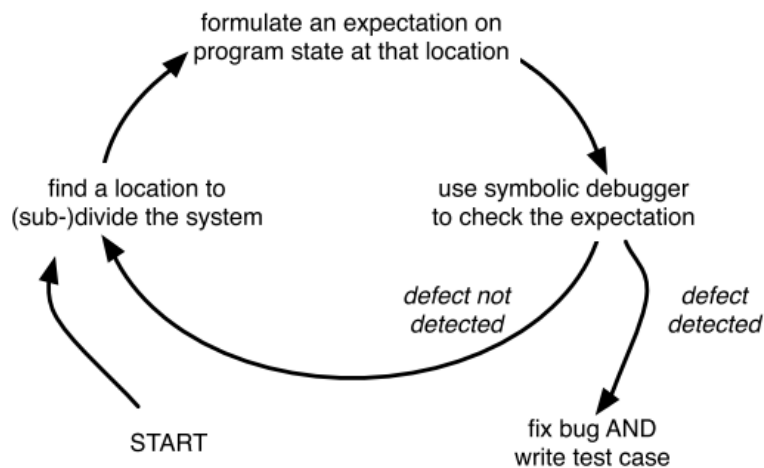 formulate an expectation on
program state at that location
find a location to
(sub-)divide the system
use symbolic debugger
to check the expectation
defect not
detected
defect
detected
START
fix bug AND
write test case